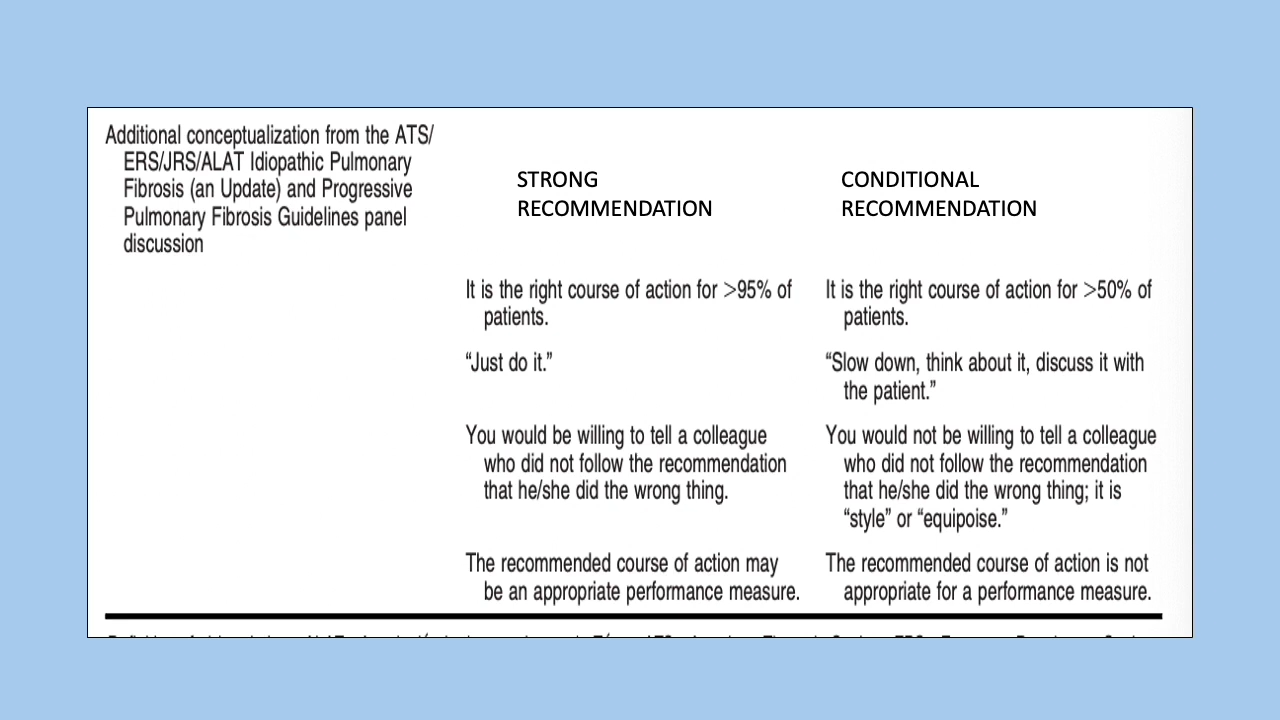 Additional conceptualization from the ATS/
ERS/JRS/ALAT Idiopathic Pulmonary
Fibrosis (an Update) and Progressive
Pulmonary Fibrosis Guidelines panel
discussion
STRONG
RECOMMENDATION
CONDITIONAL
RECOMMENDATION
It is the right course of action for >95% of
patients.
It is the right course of action for >50% of
patients.
“Just do it.”
“Slow down, think about it, discuss it with
the patient.”
You would be willing to tell a colleague
who did not follow the recommendation
that he/she did the wrong thing.
You would not be willing to tell a colleague
who did not follow the recommendation
that he/she did the wrong thing; it is
“style” or “equipoise.”
The recommended course of action may
be an appropriate performance measure.
The recommended course of action is not
appropriate for a performance measure.